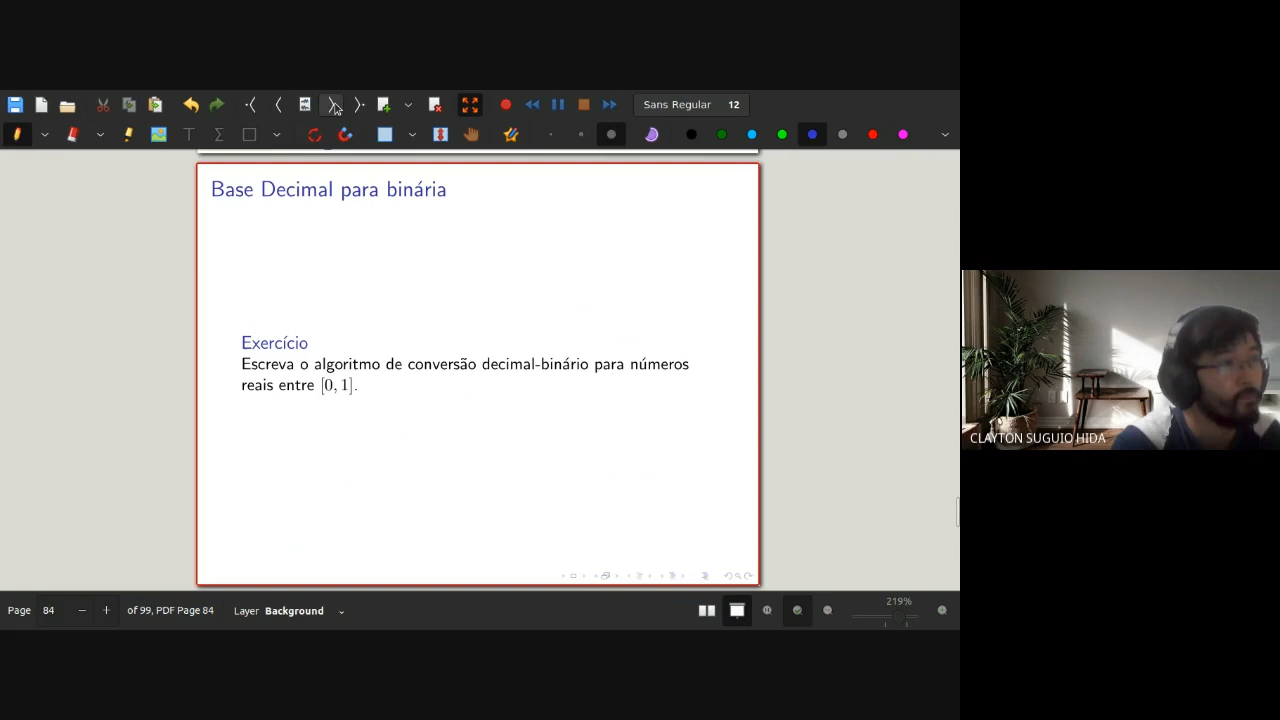 Sans Regular 12
Base Decimal para binária
Exercício
Escreva o algoritmo de conversão decimal-binário para números
reais entre [0, 1].
CLAYTON SUGUIO HIDA
Page 84 of 99, PDF Page 84 Layer Background 219%